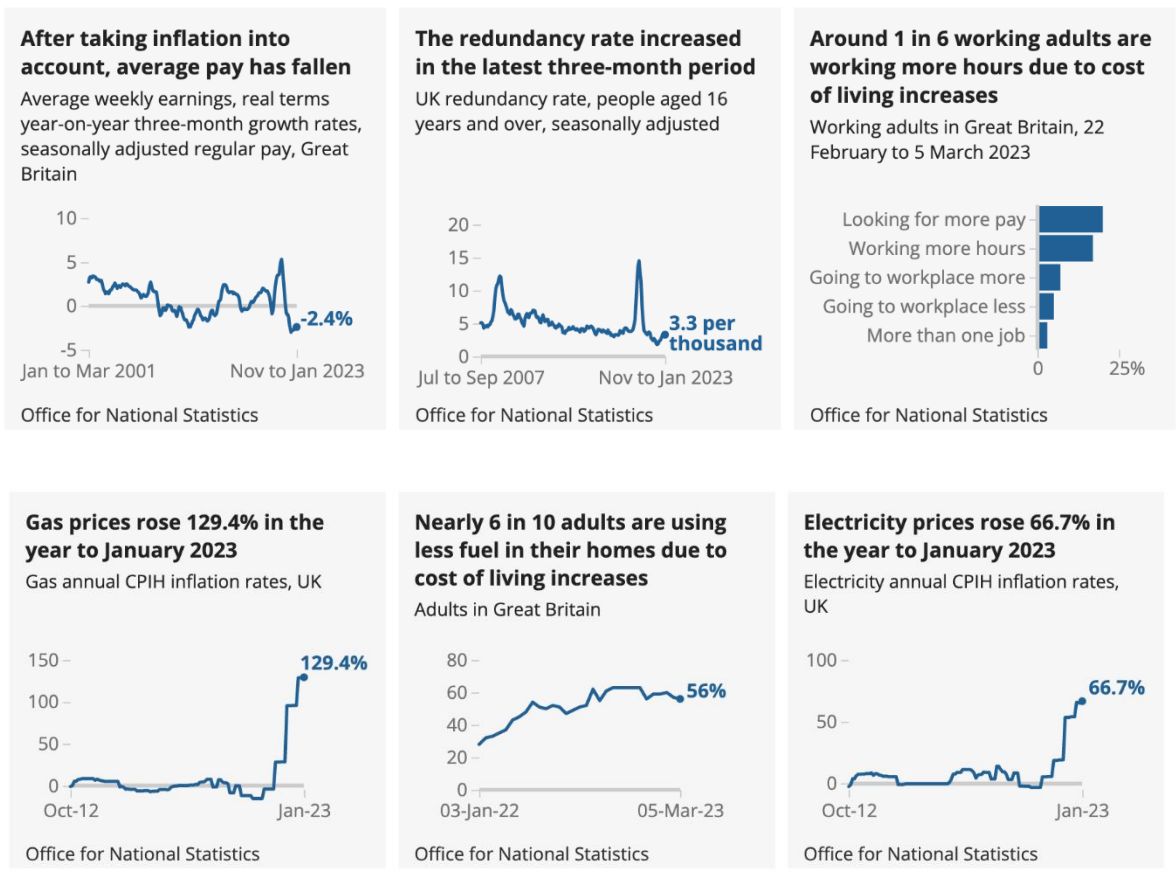 After taking inflation into
account, average pay has fallen
Average weekly earnings, real terms
year-on-year three-month growth rates,
seasonally adjusted regular pay, Great
Britain
10
5
0
-5
-2.4%
Jan to Mar 2001
Nov to Jan 2023
Office for National Statistics
The redundancy rate increased
in the latest three-month period
UK redundancy rate, people aged 16
years and over, seasonally adjusted
20
15
10
5
0
3.3 per
thousand
Jul to Sep 2007
Nov to Jan 2023
Office for National Statistics
Around 1 in 6 working adults are
working more hours due to cost
of living increases
Working adults in Great Britain, 22
February to 5 March 2023
Looking for more pay
Working more hours
Going to workplace more
Going to workplace less
More than one job
0
25%
Office for National Statistics
Gas prices rose 129.4% in the
year to January 2023
Gas annual CPIH inflation rates, UK
150
100
50
0
129.4%
Oct-12
Jan-23
Office for National Statistics
Nearly 6 in 10 adults are using
less fuel in their homes due to
cost of living increases
Adults in Great Britain
80
60
40
20
0
56%
03-Jan-22
05-Mar-23
Office for National Statistics
Electricity prices rose 66.7% in
the year to January 2023
Electricity annual CPIH inflation rates,
UK
100
50
0
66.7%
Oct-12
Jan-23
Office for National Statistics